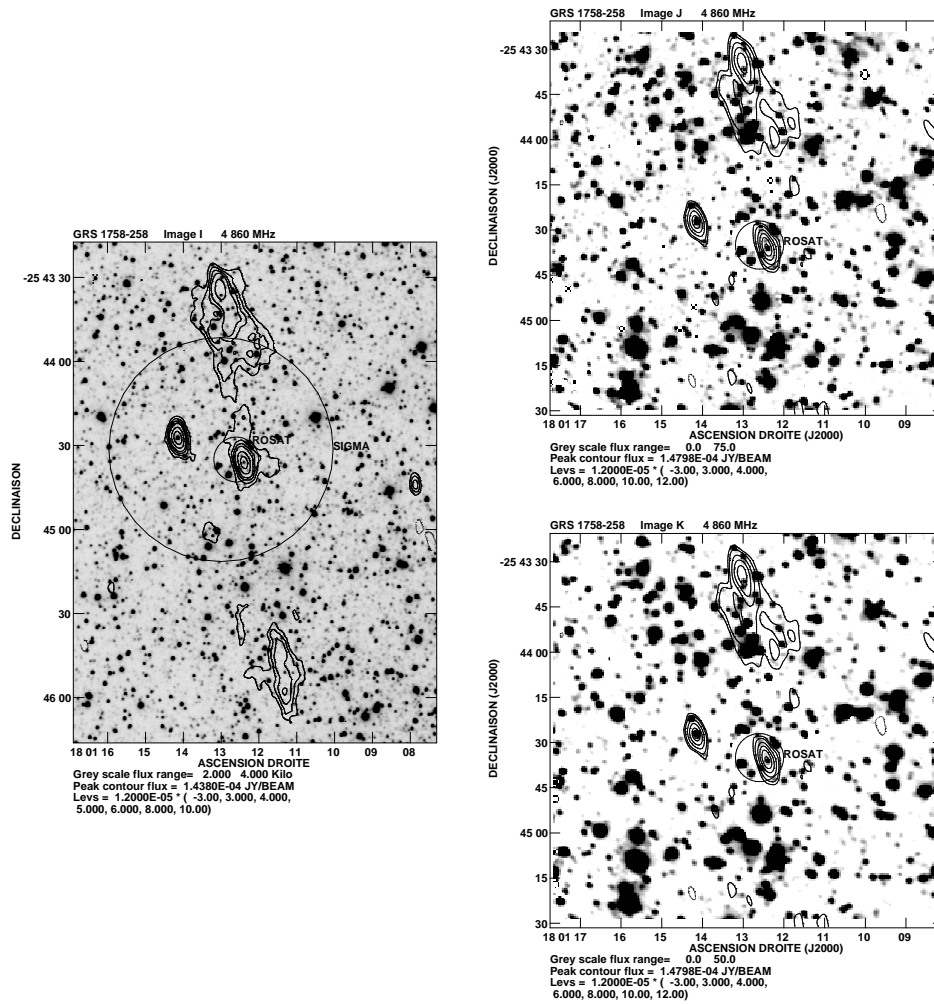 GRS 1758-258 Image I 4 860 MHz
-25 43 30
44 00
30
45 00
30
46 00
DECLINAISON
ROSAT
SIGMA
18 01 16 15 14 13 12 11 10 09 08
ASCENSION DROITE
Grey scale flux range= 2.000 4.000 Kilo
Peak contour flux = 1.4380E-04 JY/BEAM
Levs = 1.2000E-05 * ( -3.00, 3.000, 4.000,
5.000, 6.000, 8.000, 10.00)
GRS 1758-258 Image J 4 860 MHz
-25 43 30
45
44 00
15
30
45
45 00
15
30
DECLINAISON (J2000)
ROSAT
18 01 17 16 15 14 13 12 11 10 09
ASCENSION DROITE (J2000)
Grey scale flux range= 0.0 75.0
Peak contour flux = 1.4798E-04 JY/BEAM
Levs = 1.2000E-05 * ( -3.00, 3.000, 4.000,
6.000, 8.000, 10.00, 12.00)
GRS 1758-258 Image K 4 860 MHz
-25 43 30
45
44 00
15
30
45
45 00
15
30
DECLINAISON (J2000)
ROSAT
18 01 17 16 15 14 13 12 11 10 09
ASCENSION DROITE (J2000)
Grey scale flux range= 0.0 50.0
Peak contour flux = 1.4798E-04 JY/BEAM
Levs = 1.2000E-05 * ( -3.00, 3.000, 4.000,
6.000, 8.000, 10.00, 12.00)